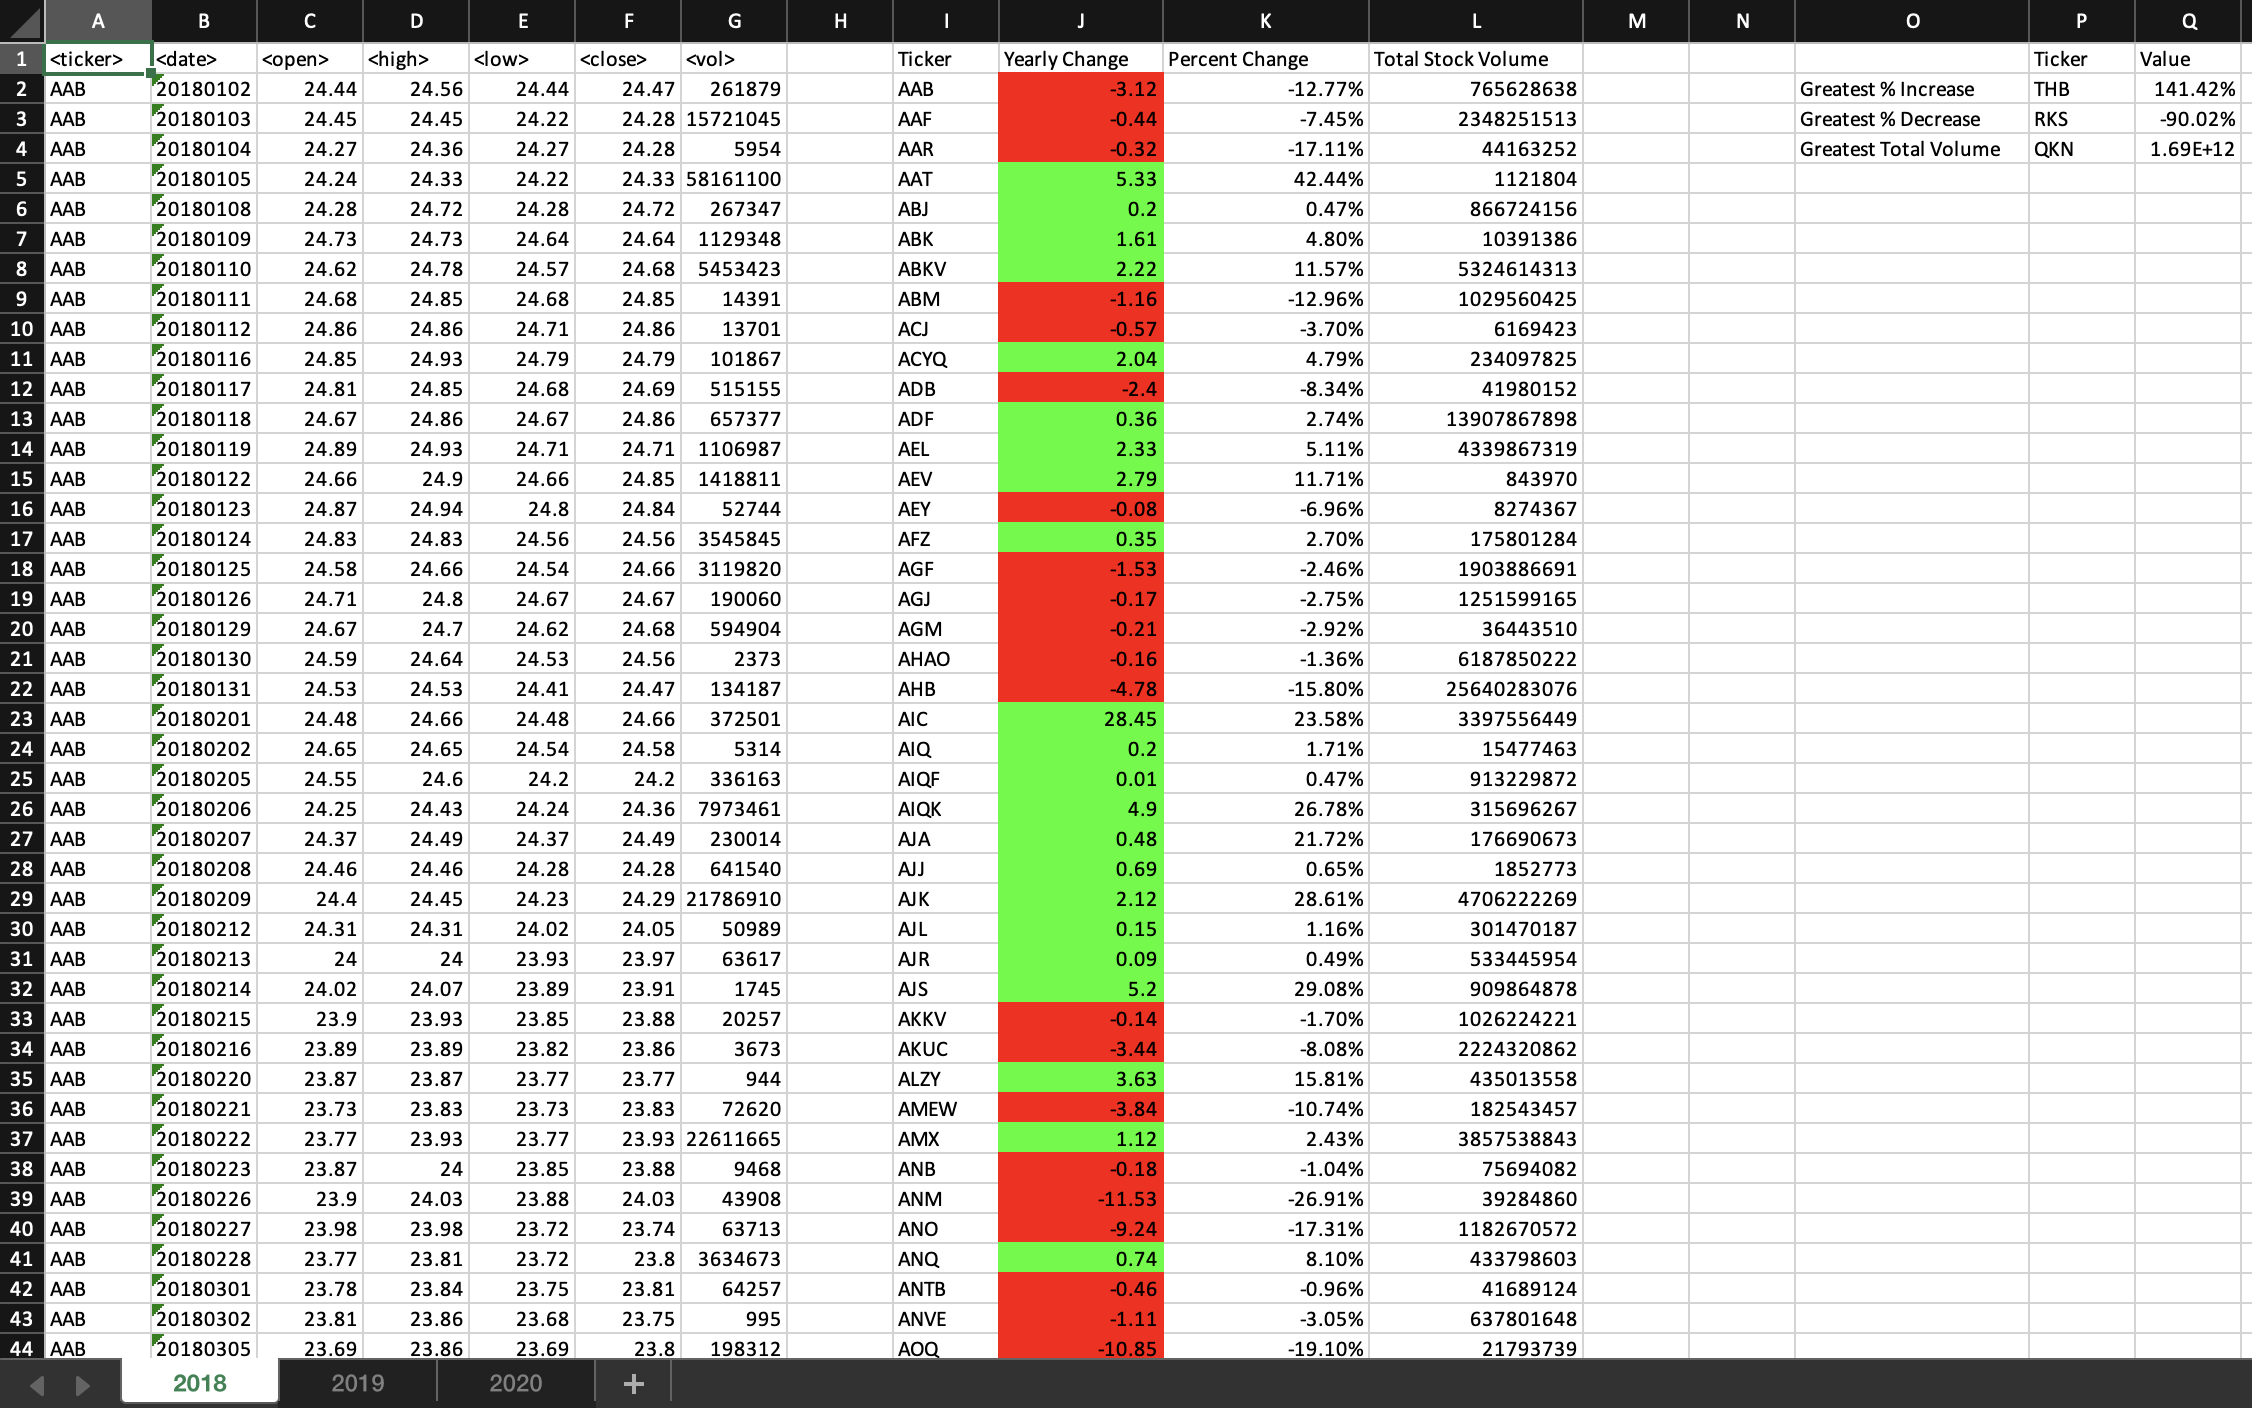 A B C D E F G H I J K L M N O P Q
1 <ticker> <date> <open> <high> <low> <close> <vol> Ticker Yearly Change Percent Change Total Stock Volume Ticker Value
2 AAB 20180102 24.44 24.56 24.44 24.47 261879 AAB -3.12 -12.77% 765628638 Greatest % Increase THB 141.42%
3 AAB 20180103 24.45 24.45 24.22 24.28 15721045 AAF -0.44 -7.45% 2348251513 Greatest % Decrease RKS -90.02%
4 AAB 20180104 24.27 24.36 24.27 24.28 5954 AAR -0.32 -17.11% 44163252 Greatest Total Volume QKN 1.69E+12
5 AAB 20180105 24.24 24.33 24.22 24.33 58161100 AAT 5.33 42.44% 1121804
6 AAB 20180108 24.28 24.72 24.28 24.72 267347 ABJ 0.2 0.47% 866724156
7 AAB 20180109 24.73 24.73 24.64 24.64 1129348 ABK 1.61 4.80% 10391386
8 AAB 20180110 24.62 24.78 24.57 24.68 5453423 ABKV 2.22 11.57% 5324614313
9 AAB 20180111 24.68 24.85 24.68 24.85 14391 ABM -1.16 -12.96% 1029560425
10 AAB 20180112 24.86 24.86 24.71 24.86 13701 ACJ -0.57 -3.70% 6169423
11 AAB 20180116 24.85 24.93 24.79 24.79 101867 ACYQ 2.04 4.79% 234097825
12 AAB 20180117 24.81 24.85 24.68 24.69 515155 ADB -2.4 -8.34% 41980152
13 AAB 20180118 24.67 24.86 24.67 24.86 657377 ADF 0.36 2.74% 13907867898
14 AAB 20180119 24.89 24.93 24.71 24.71 1106987 AEL 2.33 5.11% 4339867319
15 AAB 20180122 24.66 24.9 24.66 24.85 1418811 AEV 2.79 11.71% 843970
16 AAB 20180123 24.87 24.94 24.8 24.84 52744 AEY -0.08 -6.96% 8274367
17 AAB 20180124 24.83 24.83 24.56 24.56 3545845 AFZ 0.35 2.70% 175801284
18 AAB 20180125 24.58 24.66 24.54 24.66 3119820 AGF -1.53 -2.46% 1903886691
19 AAB 20180126 24.71 24.8 24.67 24.67 190060 AGJ -0.17 -2.75% 1251599165
20 AAB 20180129 24.67 24.7 24.62 24.68 594904 AGM -0.21 -2.92% 36443510
21 AAB 20180130 24.59 24.64 24.53 24.56 2373 AHAO -0.16 -1.36% 6187850222
22 AAB 20180131 24.53 24.53 24.41 24.47 134187 AHB -4.78 -15.80% 25640283076
23 AAB 20180201 24.48 24.66 24.48 24.66 372501 AIC 28.45 23.58% 3397556449
24 AAB 20180202 24.65 24.65 24.54 24.58 5314 AIQ 0.2 1.71% 15477463
25 AAB 20180205 24.55 24.6 24.2 24.2 336163 AIQF 0.01 0.47% 913229872
26 AAB 20180206 24.25 24.43 24.24 24.36 7973461 AIQK 4.9 26.78% 315696267
27 AAB 20180207 24.37 24.49 24.37 24.49 230014 AJA 0.48 21.72% 176690673
28 AAB 20180208 24.46 24.46 24.28 24.28 641540 AJJ 0.69 0.65% 1852773
29 AAB 20180209 24.4 24.45 24.23 24.29 21786910 AJK 2.12 28.61% 4706222269
30 AAB 20180212 24.31 24.31 24.02 24.05 50989 AJL 0.15 1.16% 301470187
31 AAB 20180213 24 24 23.93 23.97 63617 AJR 0.09 0.49% 533445954
32 AAB 20180214 24.02 24.07 23.89 23.91 1745 AJS 5.2 29.08% 909864878
33 AAB 20180215 23.9 23.93 23.85 23.88 20257 AKKV -0.14 -1.70% 1026224221
34 AAB 20180216 23.89 23.89 23.82 23.86 3673 AKUC -3.44 -8.08% 2224320862
35 AAB 20180220 23.87 23.87 23.77 23.77 944 ALZY 3.63 15.81% 435013558
36 AAB 20180221 23.73 23.83 23.73 23.83 72620 AMEW -3.84 -10.74% 182543457
37 AAB 20180222 23.77 23.93 23.77 23.93 22611665 AMX 1.12 2.43% 3857538843
38 AAB 20180223 23.87 24 23.85 23.88 9468 ANB -0.18 -1.04% 75694082
39 AAB 20180226 23.9 24.03 23.88 24.03 43908 ANM -11.53 -26.91% 39284860
40 AAB 20180227 23.98 23.98 23.72 23.74 63713 ANO -9.24 -17.31% 1182670572
41 AAB 20180228 23.77 23.81 23.72 23.8 3634673 ANQ 0.74 8.10% 433798603
42 AAB 20180301 23.78 23.84 23.75 23.81 64257 ANTB -0.46 -0.96% 41689124
43 AAB 20180302 23.81 23.86 23.68 23.75 995 ANVE -1.11 -3.05% 637801648
44 AAB 20180305 23.69 23.86 23.69 23.8 198312 AOQ -10.85 -19.10% 21793739
2018 2019 2020 +